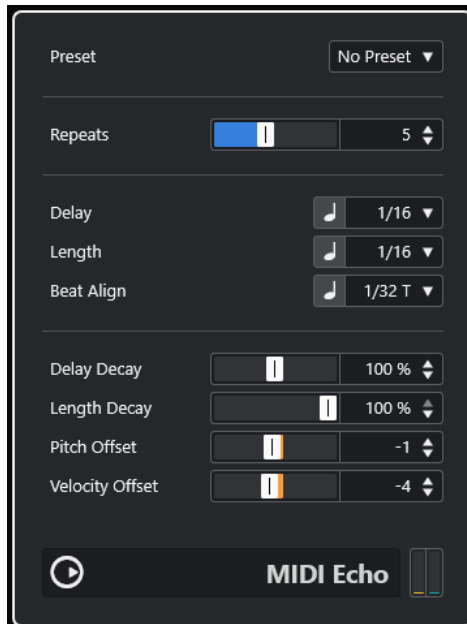 Preset No Preset
Repeats 5
Delay 1/16
Length 1/16
Beat Align 1/32 T
Delay Decay 100 %
Length Decay 100 %
Pitch Offset -1
Velocity Offset -4
MIDI Echo